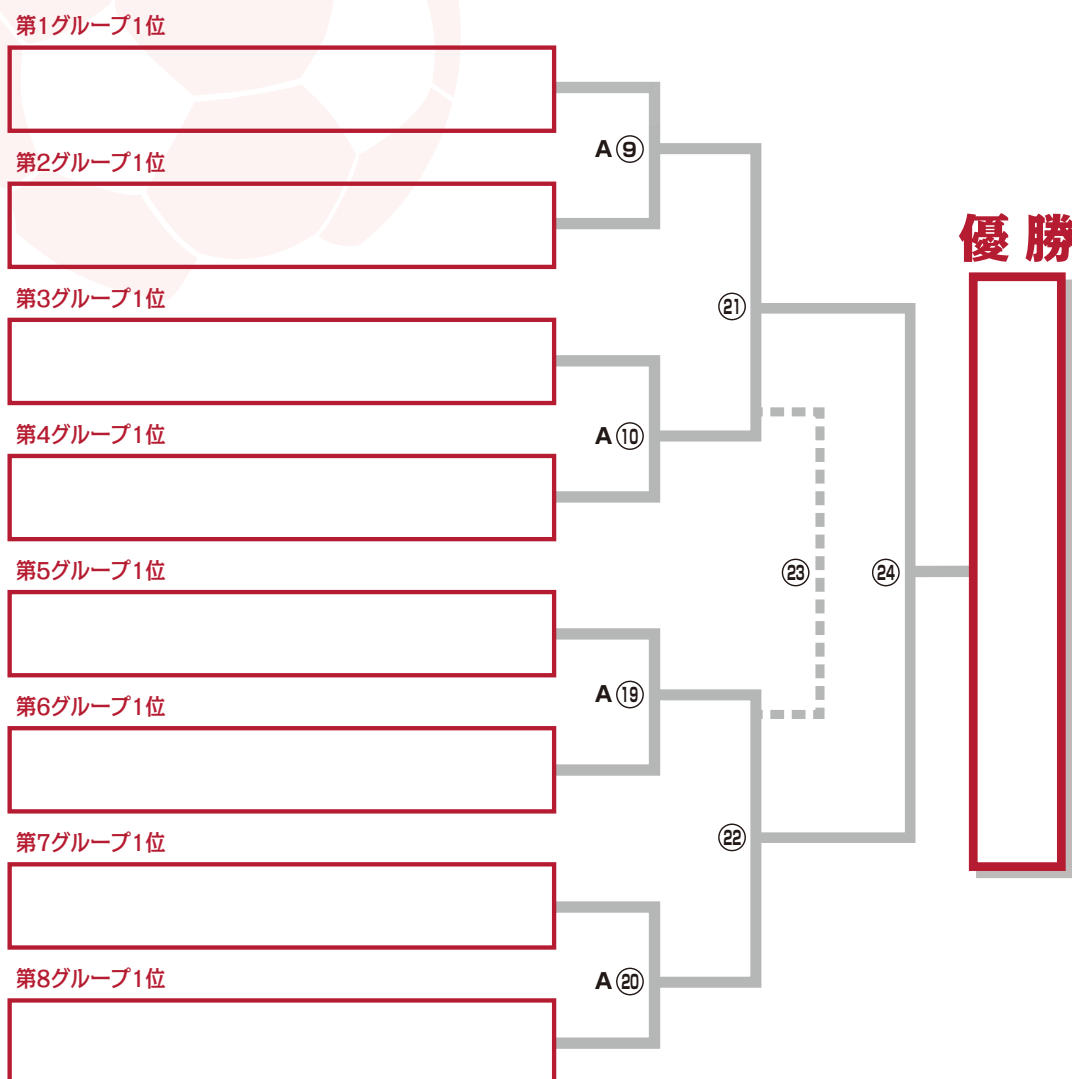 第1グループ1位
A⑨
第2グループ1位
優勝
第3グループ1位
㉑
第4グループ1位
A⑩
第5グループ1位
㉓
㉔
第6グループ1位
A⑲
第7グループ1位
㉒
第8グループ1位
A⑳